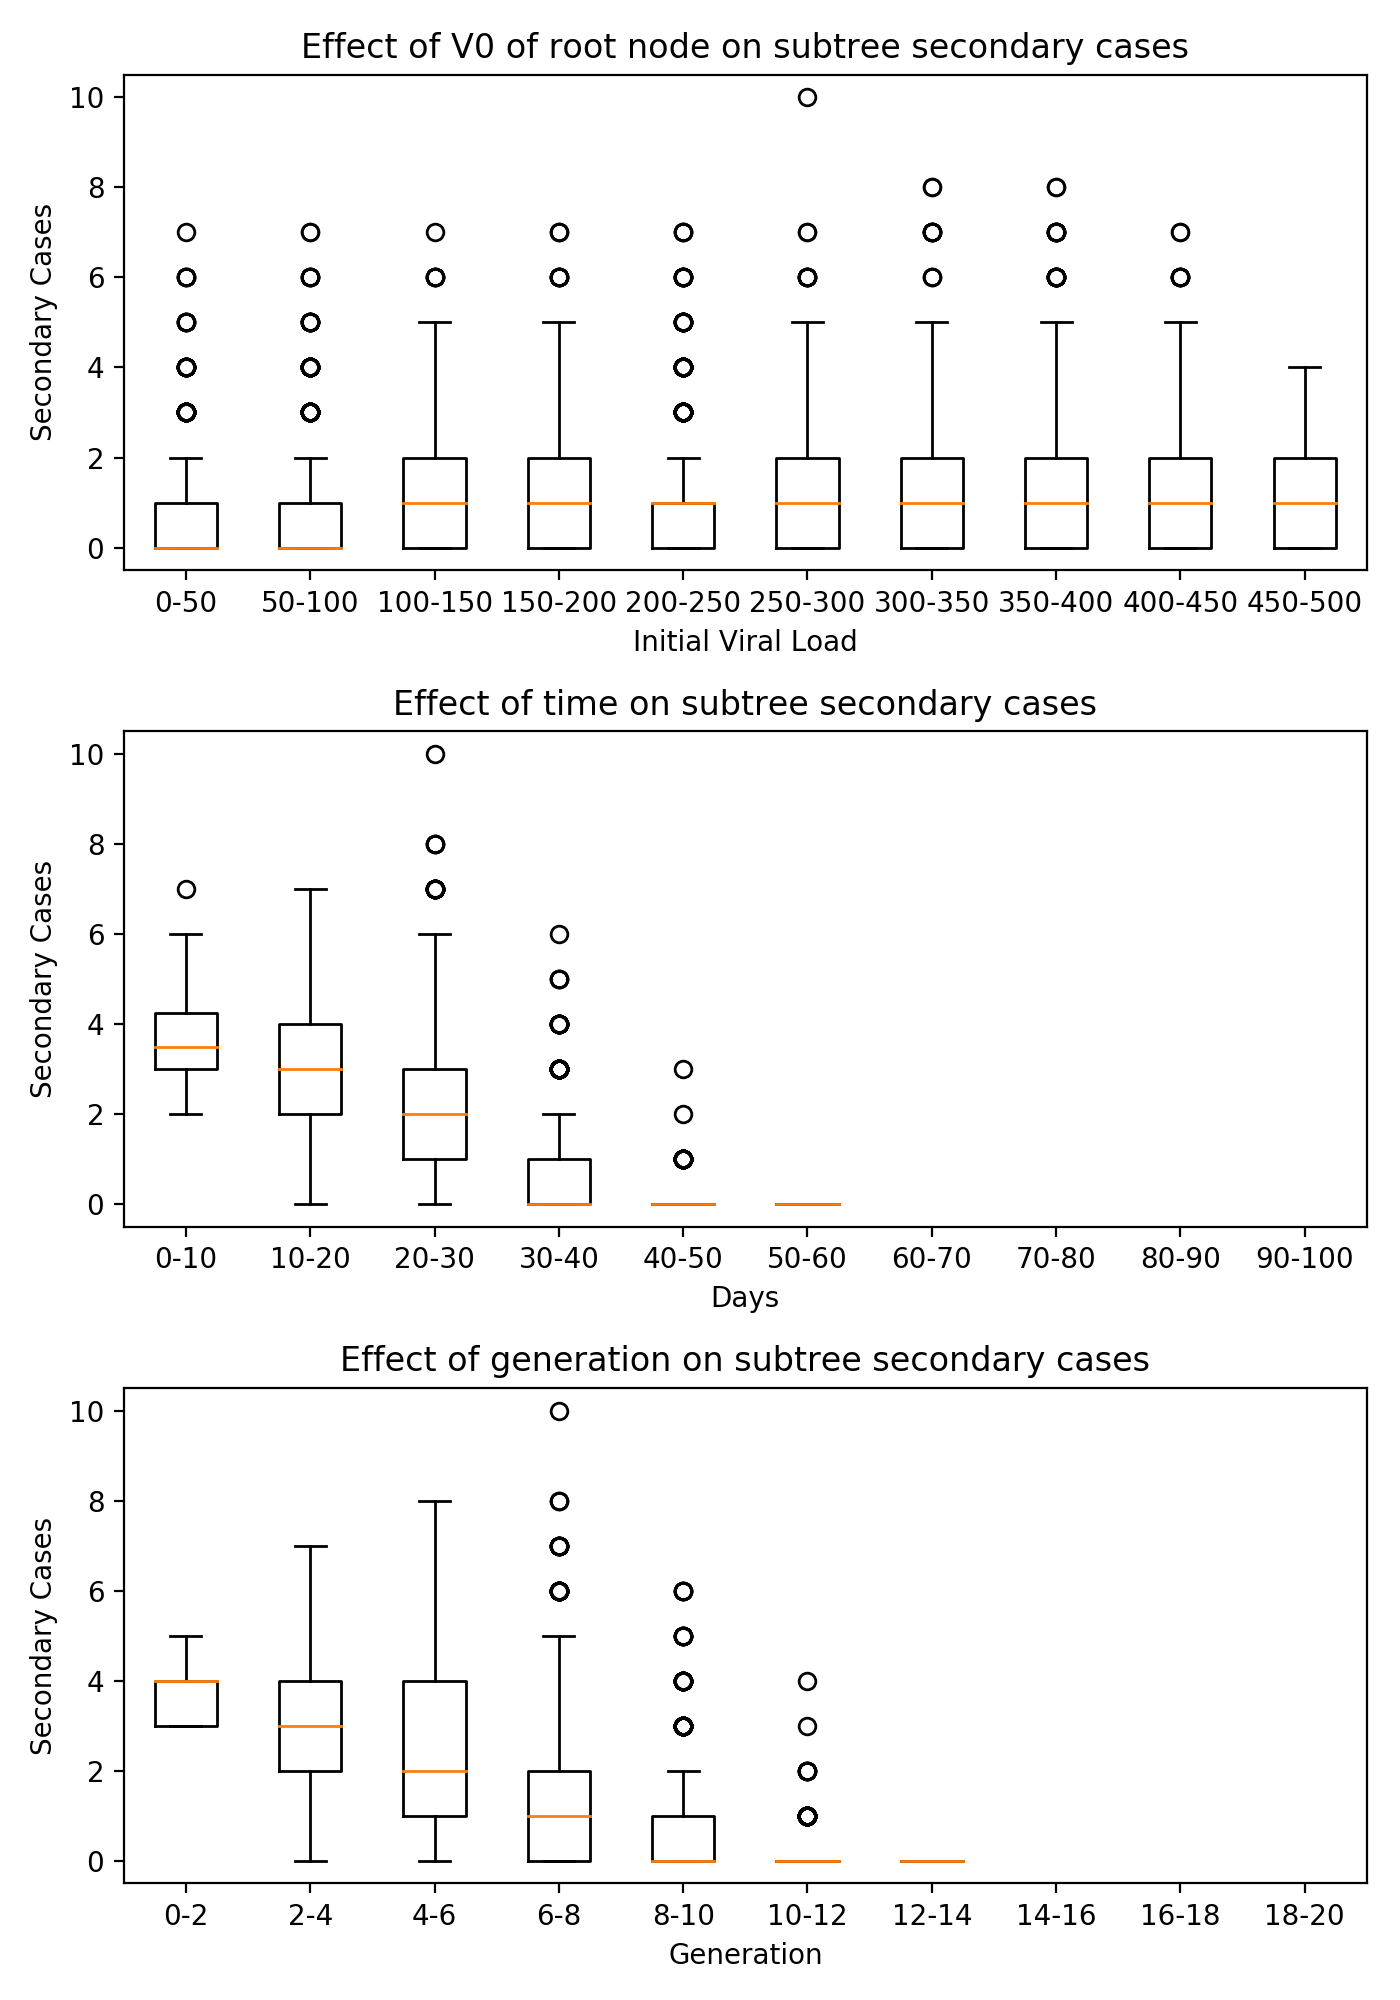 Effect of V0 of root node on subtree secondary cases
Secondary Cases
10
8
6
4
2
0
0-50 50-100 100-150 150-200 200-250 250-300 300-350 350-400 400-450 450-500
Initial Viral Load
Effect of time on subtree secondary cases
Secondary Cases
10
8
6
4
2
0
0-10 10-20 20-30 30-40 40-50 50-60 60-70 70-80 80-90 90-100
Days
Effect of generation on subtree secondary cases
Secondary Cases
10
8
6
4
2
0
0-2 2-4 4-6 6-8 8-10 10-12 12-14 14-16 16-18 18-20
Generation